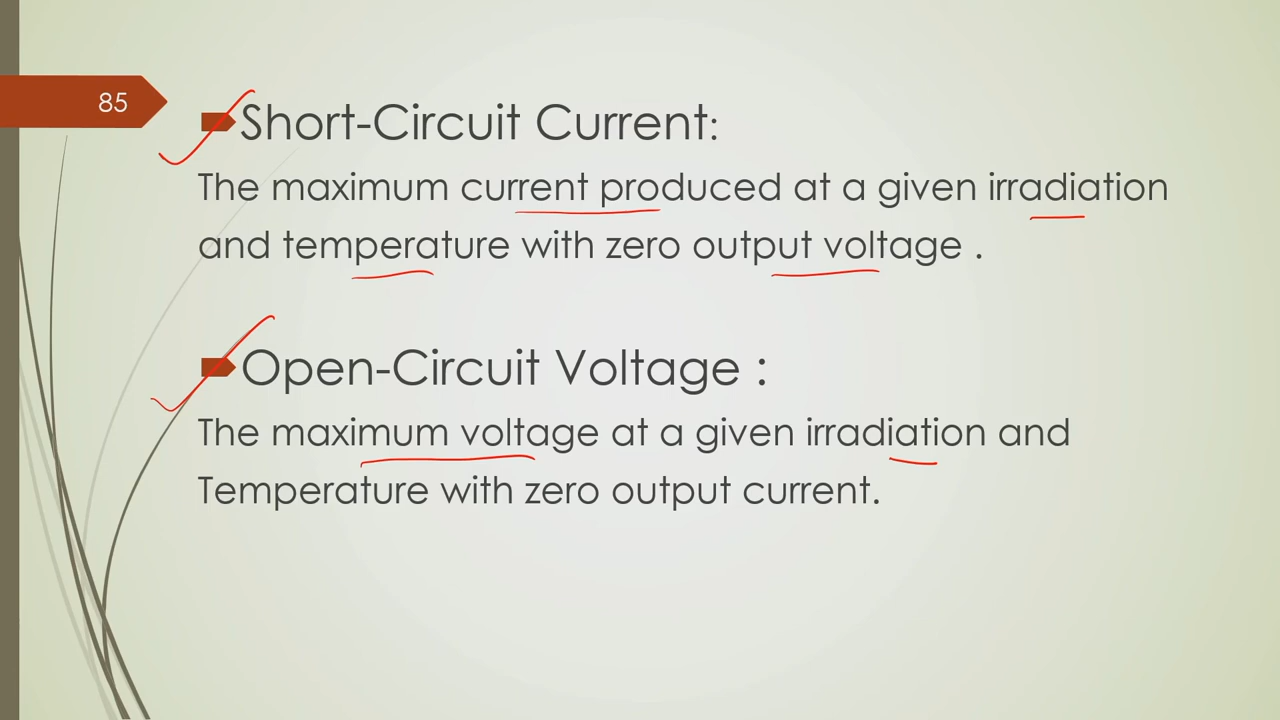 85
Short-Circuit Current:
The maximum current produced at a given irradiation
and temperature with zero output voltage .
Open-Circuit Voltage :
The maximum voltage at a given irradiation and
Temperature with zero output current.